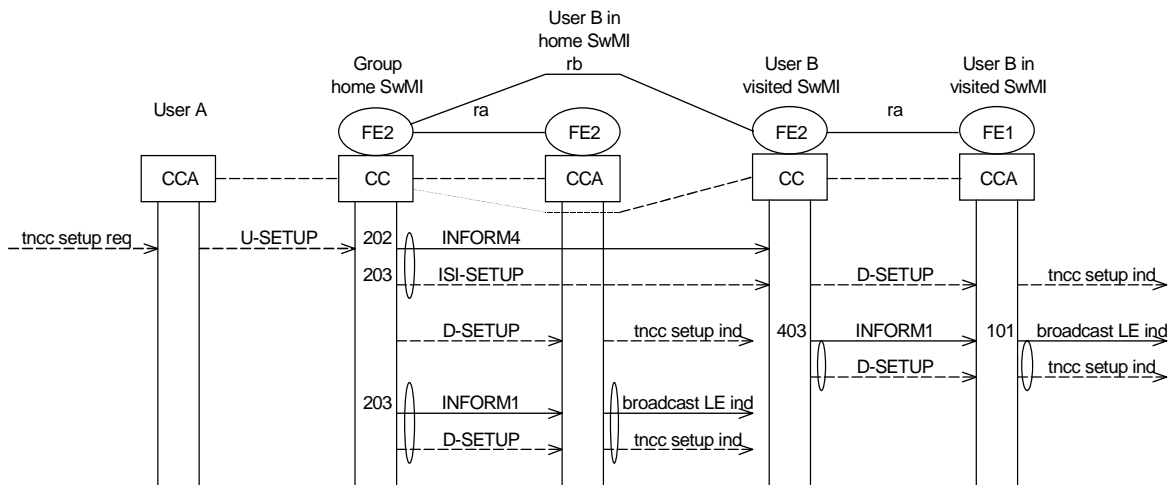 User B in
home SwMI
rb
Group
home SwMI
User B
visited SwMI
User B in
visited SwMI
User A
ra
ra
FE2
FE2
FE2
FE1
CCA
CC
CCA
CC
CCA
tncc setup req
U-SETUP
202
INFORM4
203
ISI-SETUP
D-SETUP
tncc setup ind
D-SETUP
tncc setup ind
403
INFORM1
101
broadcast LE ind
D-SETUP
tncc setup ind
203
INFORM1
broadcast LE ind
D-SETUP
tncc setup ind